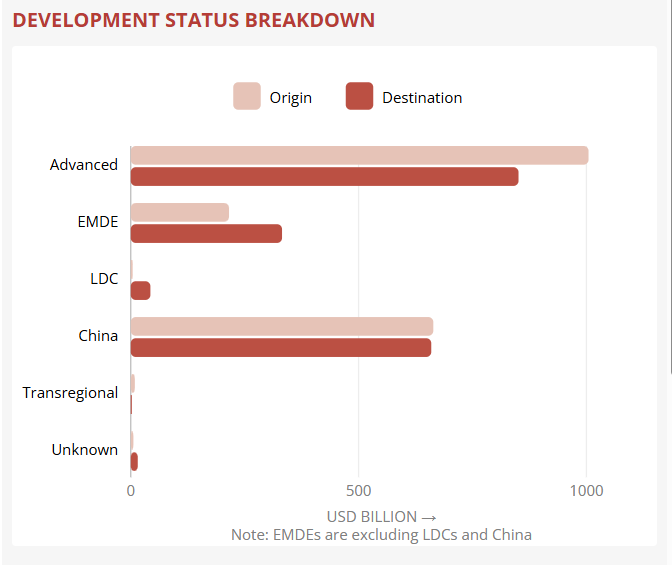 DEVELOPMENT STATUS BREAKDOWN
Origin Destination
Advanced
EMDE
LDC
China
Transregional
Unknown
0 500 1000
USD BILLION →
Note: EMDEs are excluding LDCs and China